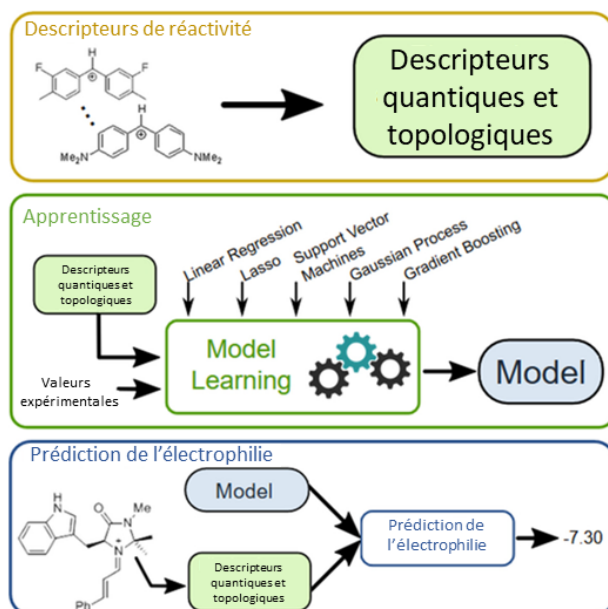 Descripteurs de réactivité
H
F
F
⊕
H
⊕
Me₂N
NMe₂
Descripteurs
quantiques et
topologiques
Apprentissage
Linear Regression
Lasso
Support Vector
Machines
Gaussian Process
Gradient Boosting
Descripteurs
quantiques et
topologiques
Valeurs
expérimentales
Model
Learning
Model
Prédiction de l'électrophilie
H
N
O
N
Me
N
+
Ph
Model
Descripteurs
quantiques et
topologiques
Prédiction de
l'électrophilie
-7.30